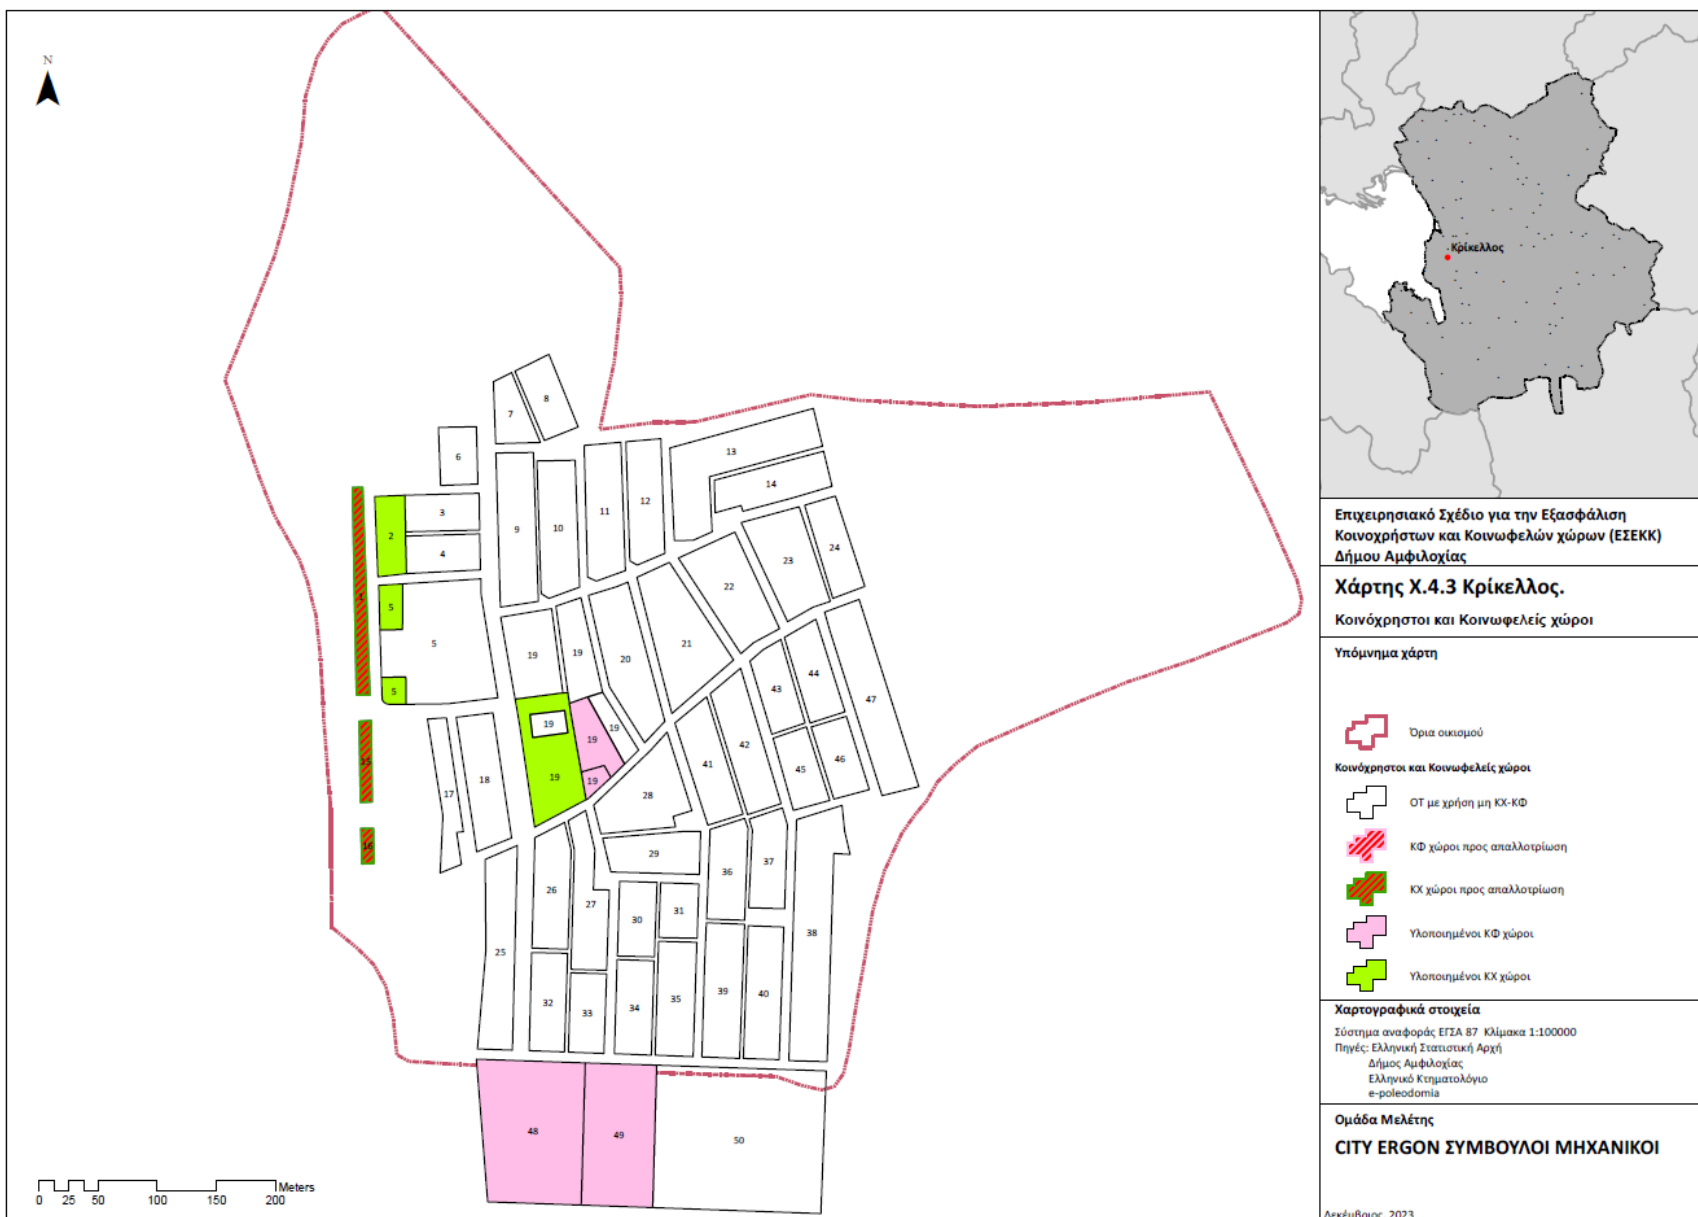 N
7
8
6
13
14
3
2
4
9
10
11
12
24
23
1
5
22
5
19
19
20
21
5
43
44
47
19
19
19
19
19
42
41
45
46
15
17
18
28
16
29
36
37
26
27
30
31
38
25
32
33
34
35
39
40
48
49
50
Meters
0 25 50 100 150 200
Κρίκελλος
Επιχειρησιακό Σχέδιο για την Εξασφάλιση
Κοινοχρήστων και Κοινωφελών χώρων (ΕΣΕΚΚ)
Δήμου Αμφιλοχίας
Χάρτης Χ.4.3 Κρίκελλος.
Κοινόχρηστοι και Κοινωφελείς χώροι
Υπόμνημα χάρτη
Όρια οικισμού
Κοινόχρηστοι και Κοινωφελείς χώροι
ΟΤ με χρήση μη ΚΧ-ΚΦ
ΚΦ χώροι προς απαλλοτρίωση
ΚΧ χώροι προς απαλλοτρίωση
Υλοποιημένοι ΚΦ χώροι
Υλοποιημένοι ΚΧ χώροι
Χαρτογραφικά στοιχεία
Σύστημα αναφοράς ΕΓΣΑ 87 Κλίμακα 1:100000
Πηγές: Ελληνική Στατιστική Αρχή
Δήμος Αμφιλοχίας
Ελληνικό Κτηματολόγιο
e-poleodomia
Ομάδα Μελέτης
CITY ERGON ΣΥΜΒΟΥΛΟΙ ΜΗΧΑΝΙΚΟΙ
Δεκέμβριος, 2023